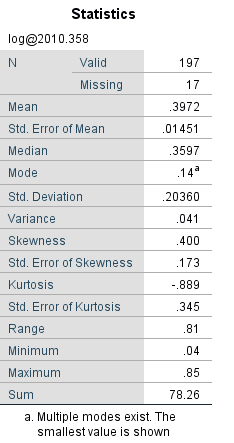 Statistics
log@2010.358
N Valid 197
Missing 17
Mean .3972
Std. Error of Mean .01451
Median .3597
Mode .14a
Std. Deviation .20360
Variance .041
Skewness .400
Std. Error of Skewness .173
Kurtosis -.889
Std. Error of Kurtosis .345
Range .81
Minimum .04
Maximum .85
Sum 78.26
a. Multiple modes exist. The
smallest value is shown